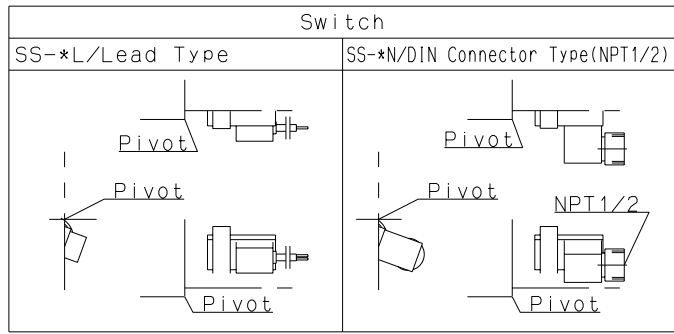 Switch
SS-*L/Lead Type
SS-*N/DIN Connector Type(NPT1/2)
Pivot
Pivot
Pivot
Pivot
NPT1/2
Pivot
Pivot